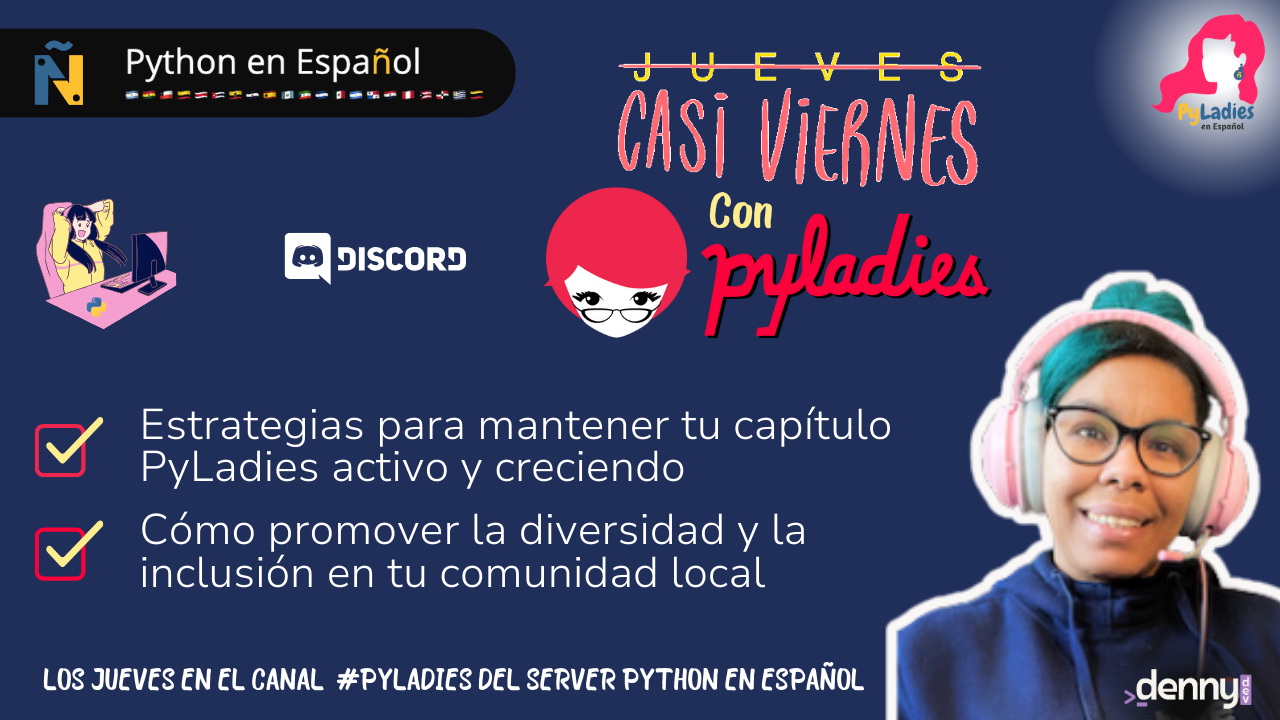 Ñ
Python en Español
JUEVES
CASI VIERNES
Con
pyladies
PyLadies
en Español
DISCORD
Estrategias para mantener tu capítulo
PyLadies activo y creciendo
Cómo promover la diversidad y la
inclusión en tu comunidad local
LOS JUEVES EN EL CANAL #PYLADIES DEL SERVER PYTHON EN ESPAÑOL
>_denny dev